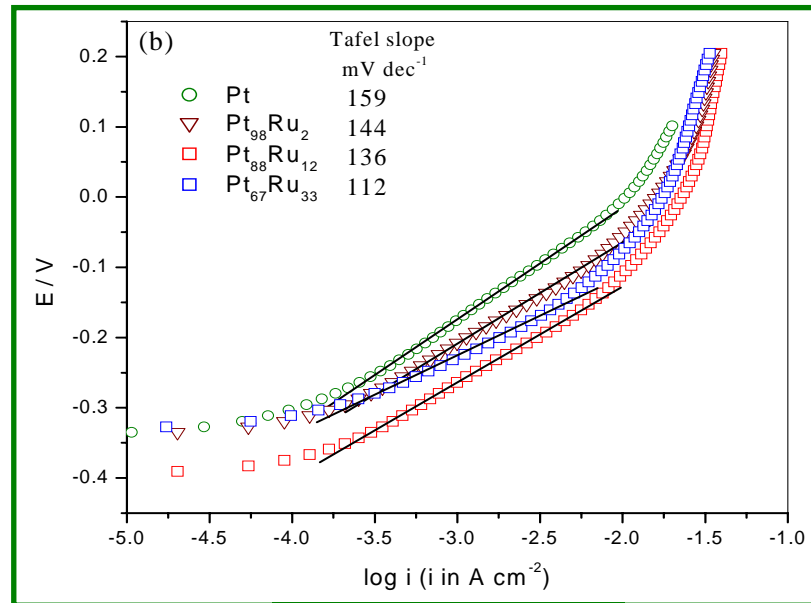 (b)
Tafel slope
mV dec⁻¹
Pt 159
Pt₉₈Ru₂ 144
Pt₈₈Ru₁₂ 136
Pt₆₇Ru₃₃ 112
E / V
0.2
0.1
0.0
-0.1
-0.2
-0.3
-0.4
-5.0 -4.5 -4.0 -3.5 -3.0 -2.5 -2.0 -1.5 -1.0
log i (i in A cm⁻²)